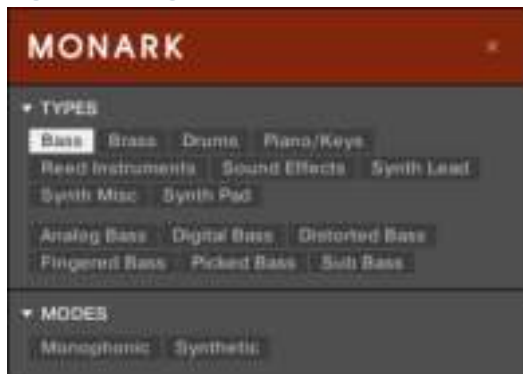 MONARK
TYPES
Bass Brass Drums Piano/Keys
Reed Instruments Sound Effects Synth Lead
Synth Misc Synth Pad
Analog Bass Digital Bass Distorted Bass
Fingered Bass Picked Bass Sub Bass
MODES
Monophonic Synthetic